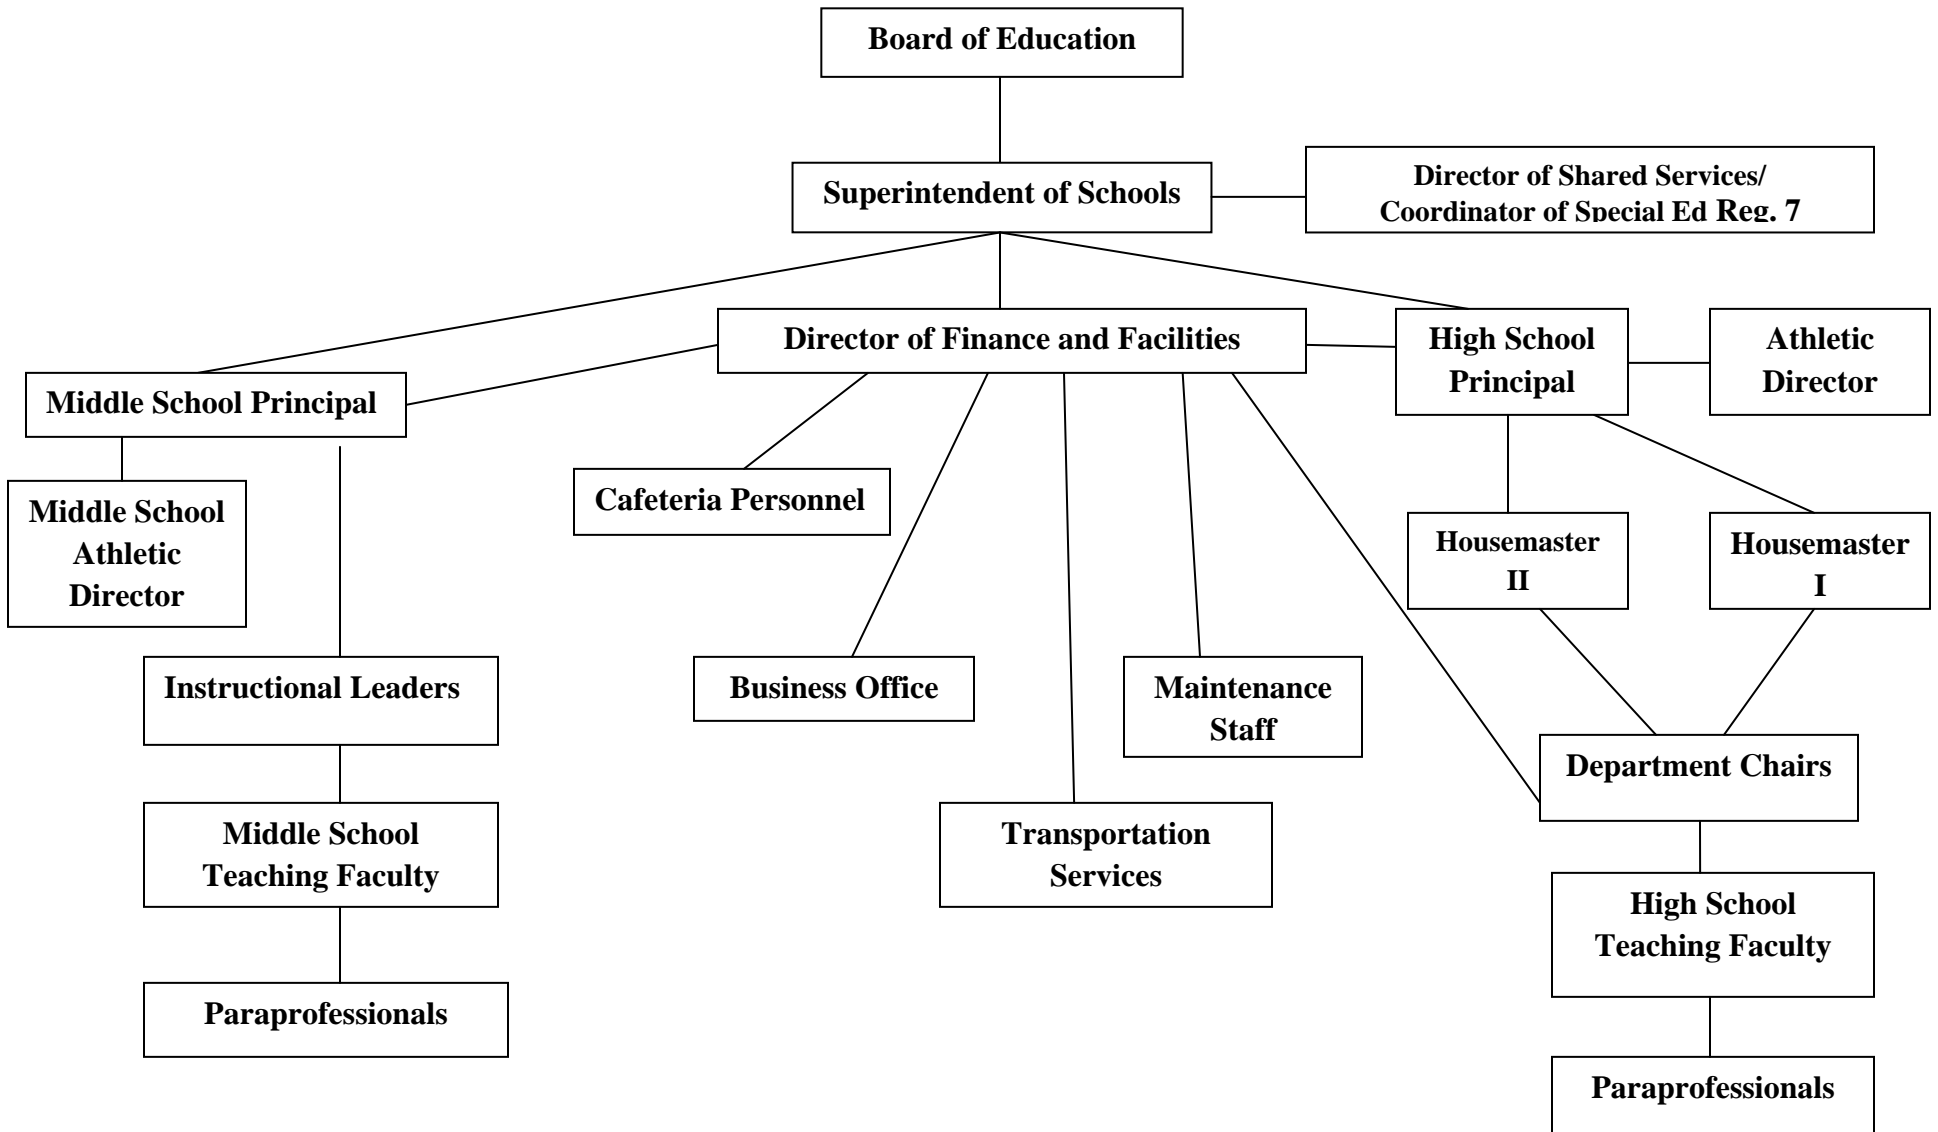 Board of Education
Superintendent of Schools
Director of Shared Services/
Coordinator of Special Ed Reg. 7
Director of Finance and Facilities
High School
Principal
Athletic
Director
Middle School Principal
Cafeteria Personnel
Middle School
Athletic
Director
Housemaster
II
Housemaster
I
Instructional Leaders
Business Office
Maintenance
Staff
Department Chairs
Middle School
Teaching Faculty
Transportation
Services
High School
Teaching Faculty
Paraprofessionals
Paraprofessionals